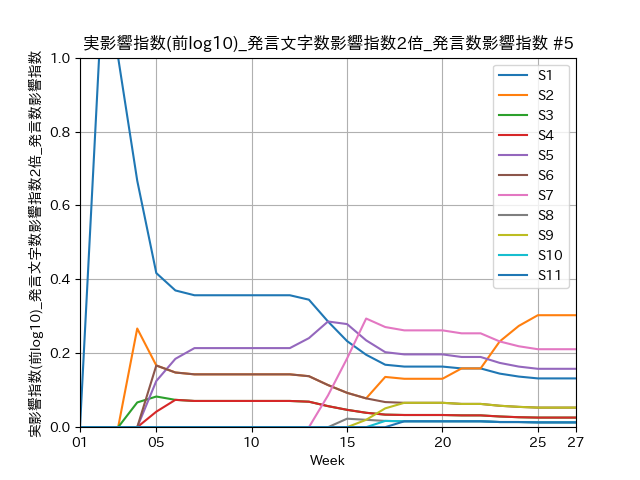 実影響指数(前log10)_発言文字数影響指数2倍_発言数影響指数 #5
実影響指数(前log10)_発言文字数影響指数2倍_発言数影響指数
1.0
0.8
0.6
0.4
0.2
0.0
01
05
10
15
20
25
27
Week
S1
S2
S3
S4
S5
S6
S7
S8
S9
S10
S11